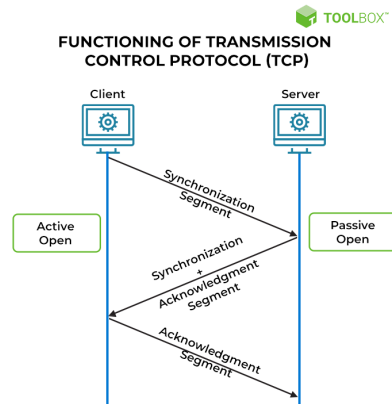 TOOLBOX™
FUNCTIONING OF TRANSMISSION
CONTROL PROTOCOL (TCP)
Client
Server
Synchronization
Segment
Active
Open
Passive
Open
Synchronization
+
Acknowledgment
Segment
Acknowledgment
Segment